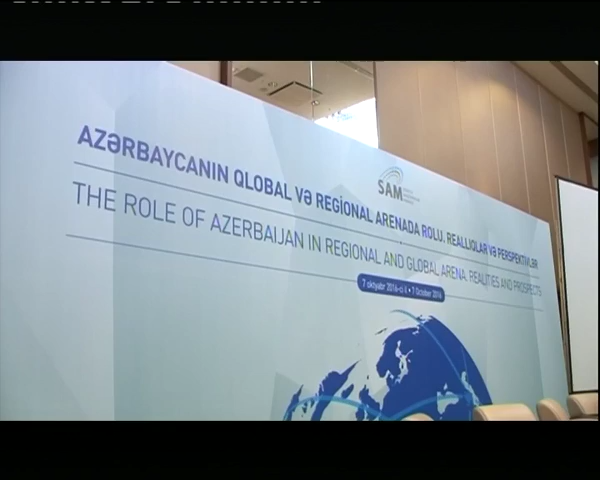 SAM
AZƏRBAYCANIN QLOBAL VƏ REGİONAL ARENADA ROLU. REALLIQLAR VƏ PERSPEKTİVLƏR
THE ROLE OF AZERBAIJAN IN REGIONAL AND GLOBAL ARENA. REALITIES AND PROSPECTS
7 oktyabr 2016-cı il • 7 October 2016